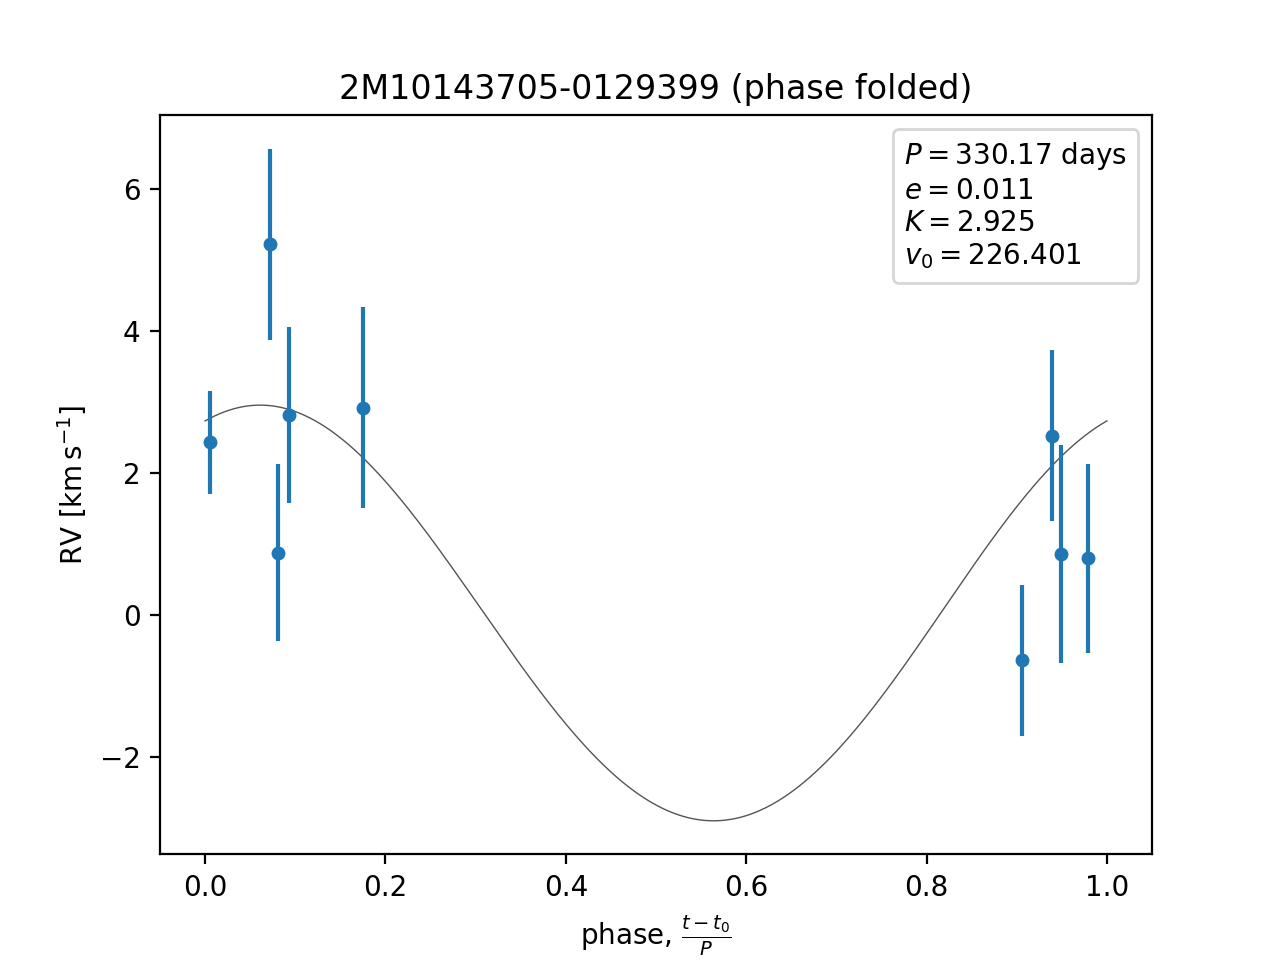 2M10143705-0129399 (phase folded)
P = 330.17 days
e = 0.011
K = 2.925
v₀ = 226.401
RV [km s⁻¹]
6
4
2
0
−2
0.0 0.2 0.4 0.6 0.8 1.0
phase, (t − t₀)/P